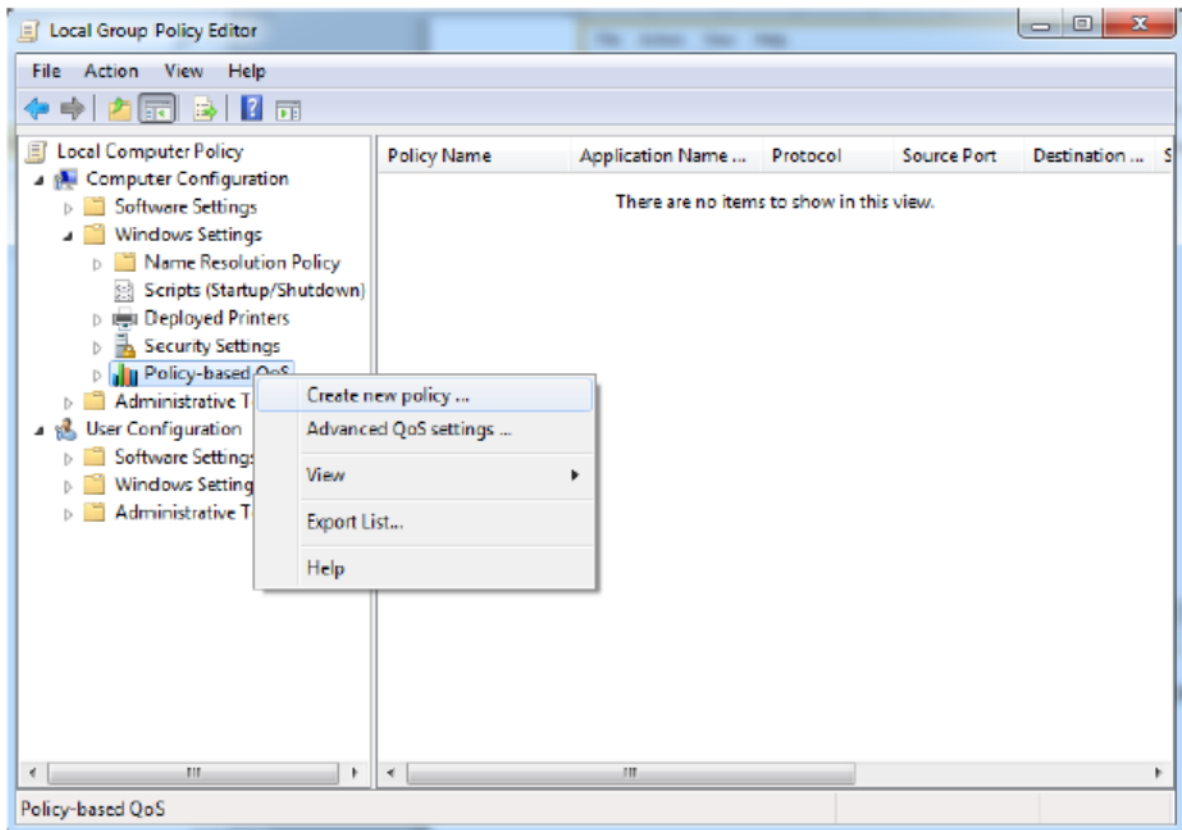 Local Group Policy Editor
File Action View Help
Local Computer Policy
Computer Configuration
Software Settings
Windows Settings
Name Resolution Policy
Scripts (Startup/Shutdown)
Deployed Printers
Security Settings
Policy-based QoS
Administrative T
User Configuration
Software Settings
Windows Setting
Administrative T
Policy Name Application Name ... Protocol Source Port Destination ... S
There are no items to show in this view.
Create new policy ...
Advanced QoS settings ...
View
Export List...
Help
Policy-based QoS